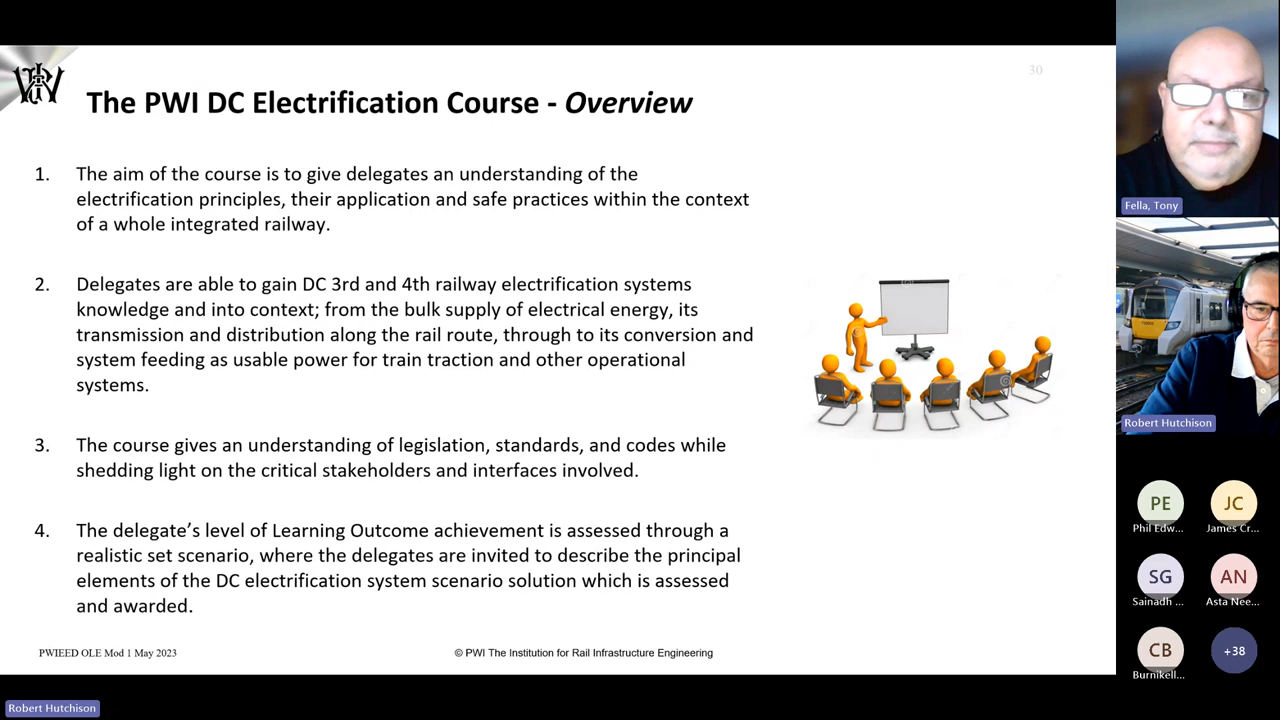 30
The PWI DC Electrification Course - Overview
1. The aim of the course is to give delegates an understanding of the
electrification principles, their application and safe practices within the context
of a whole integrated railway.
2. Delegates are able to gain DC 3rd and 4th railway electrification systems
knowledge and into context; from the bulk supply of electrical energy, its
transmission and distribution along the rail route, through to its conversion and
system feeding as usable power for train traction and other operational
systems.
3. The course gives an understanding of legislation, standards, and codes while
shedding light on the critical stakeholders and interfaces involved.
4. The delegate’s level of Learning Outcome achievement is assessed through a
realistic set scenario, where the delegates are invited to describe the principal
elements of the DC electrification system scenario solution which is assessed
and awarded.
PWIEED OLE Mod 1 May 2023
© PWI The Institution for Rail Infrastructure Engineering
Fella, Tony
Robert Hutchison
PE
JC
Phil Edw...
James Cr...
SG
AN
Sainadh ...
Asta Nee...
CB
+38
Burnikell...
Robert Hutchison